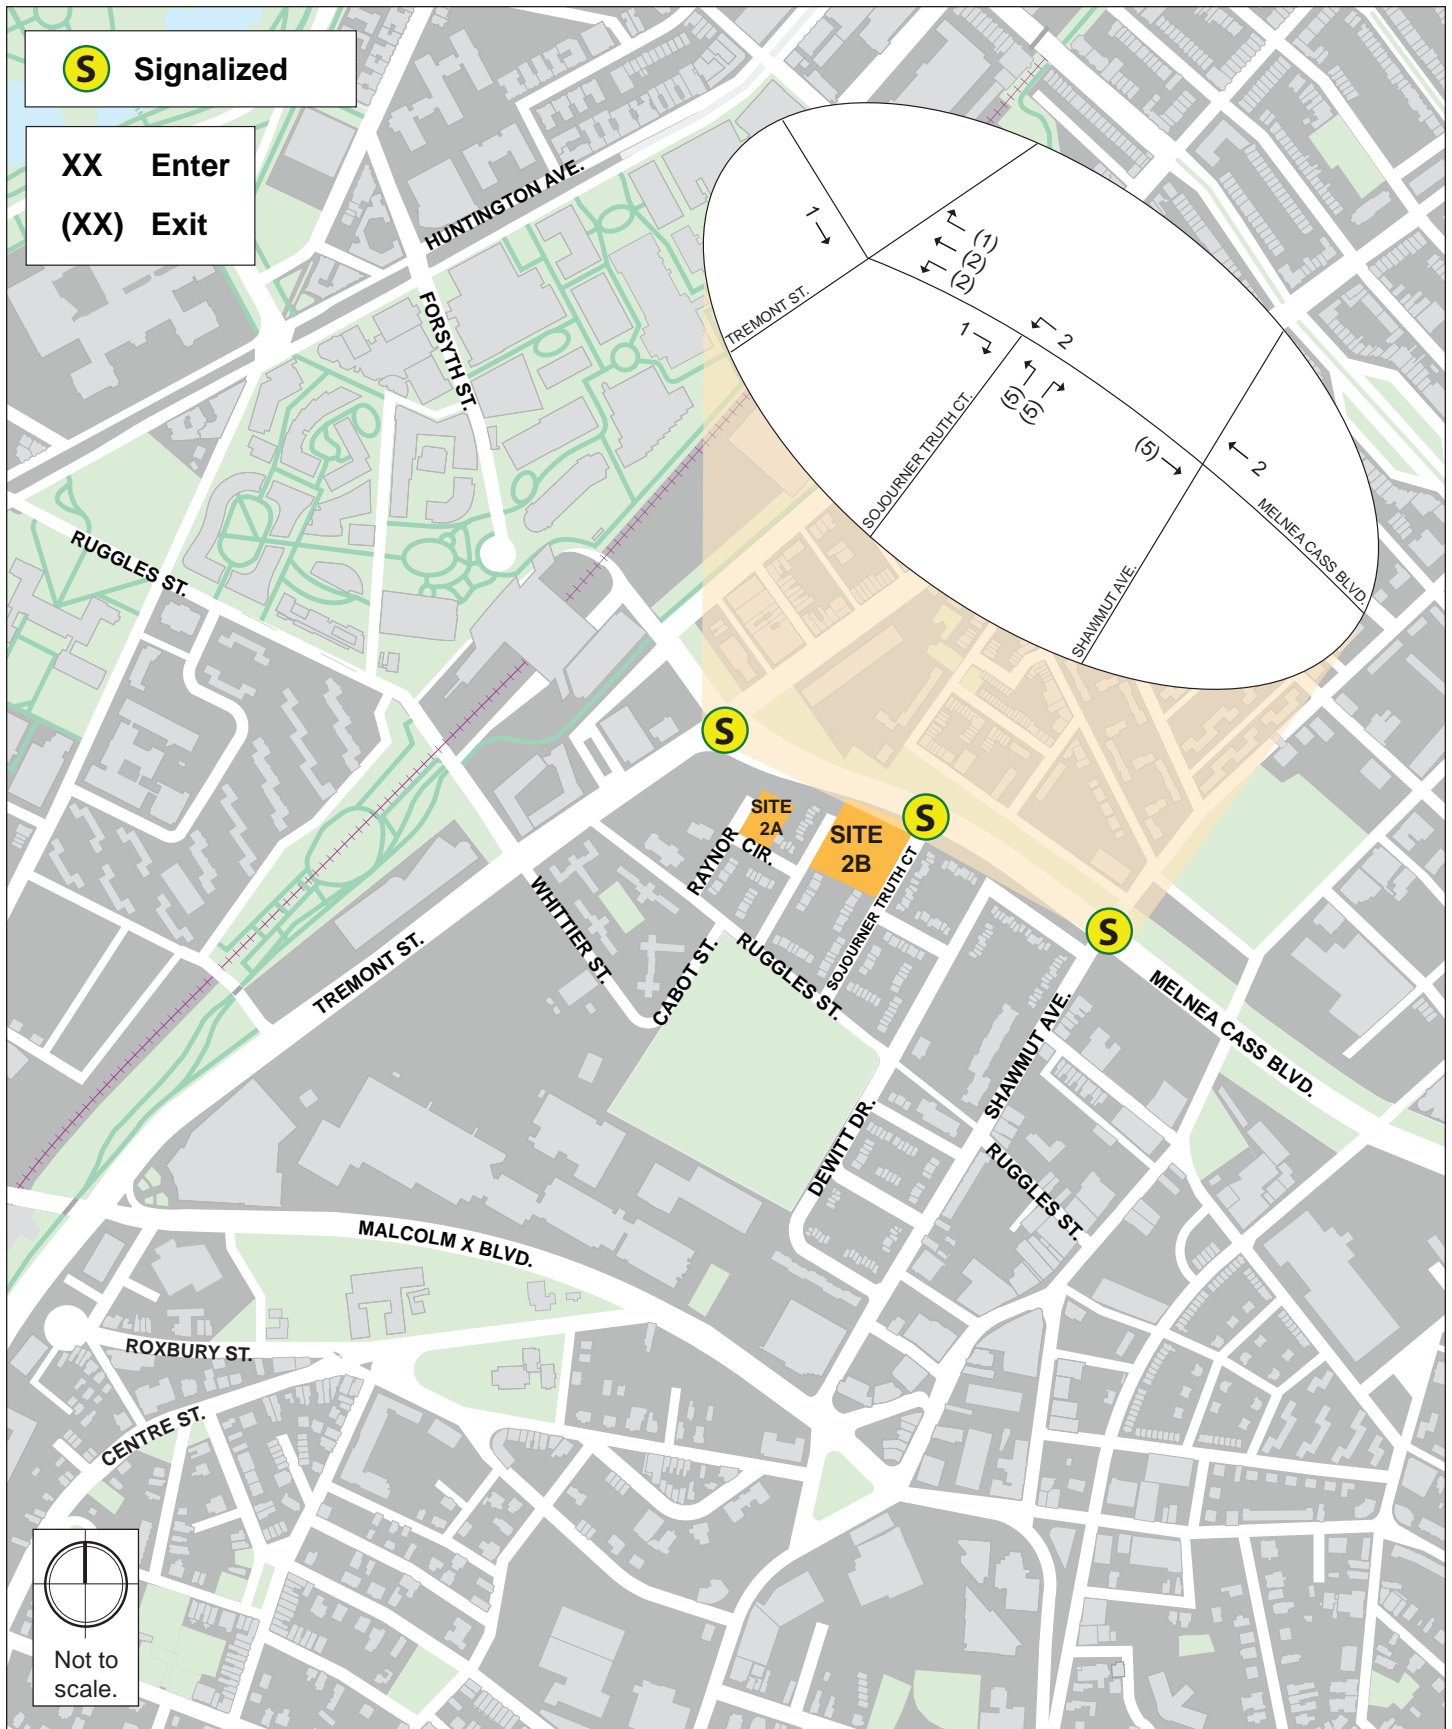 S Signalized
XX Enter
(XX) Exit
HUNTINGTON AVE.
FORSYTH ST.
RUGGLES ST.
1
(1)
(2)
(2)
TREMONT ST.
1
2
(5)
(5)
SOJOURNER TRUTH CT.
(5)
2
MELNEA CASS BLVD.
SHAWMUT AVE.
S
S
S
SITE
2A
SITE
2B
RAYNOR
CIR.
SOJOURNER TRUTH CT
WHITTIER ST.
TREMONT ST.
CABOT ST.
RUGGLES ST.
MELNEA CASS BLVD.
SHAWMUT AVE.
DEWITT DR.
RUGGLES ST.
MALCOLM X BLVD.
ROXBURY ST.
CENTRE ST.
Not to
scale.